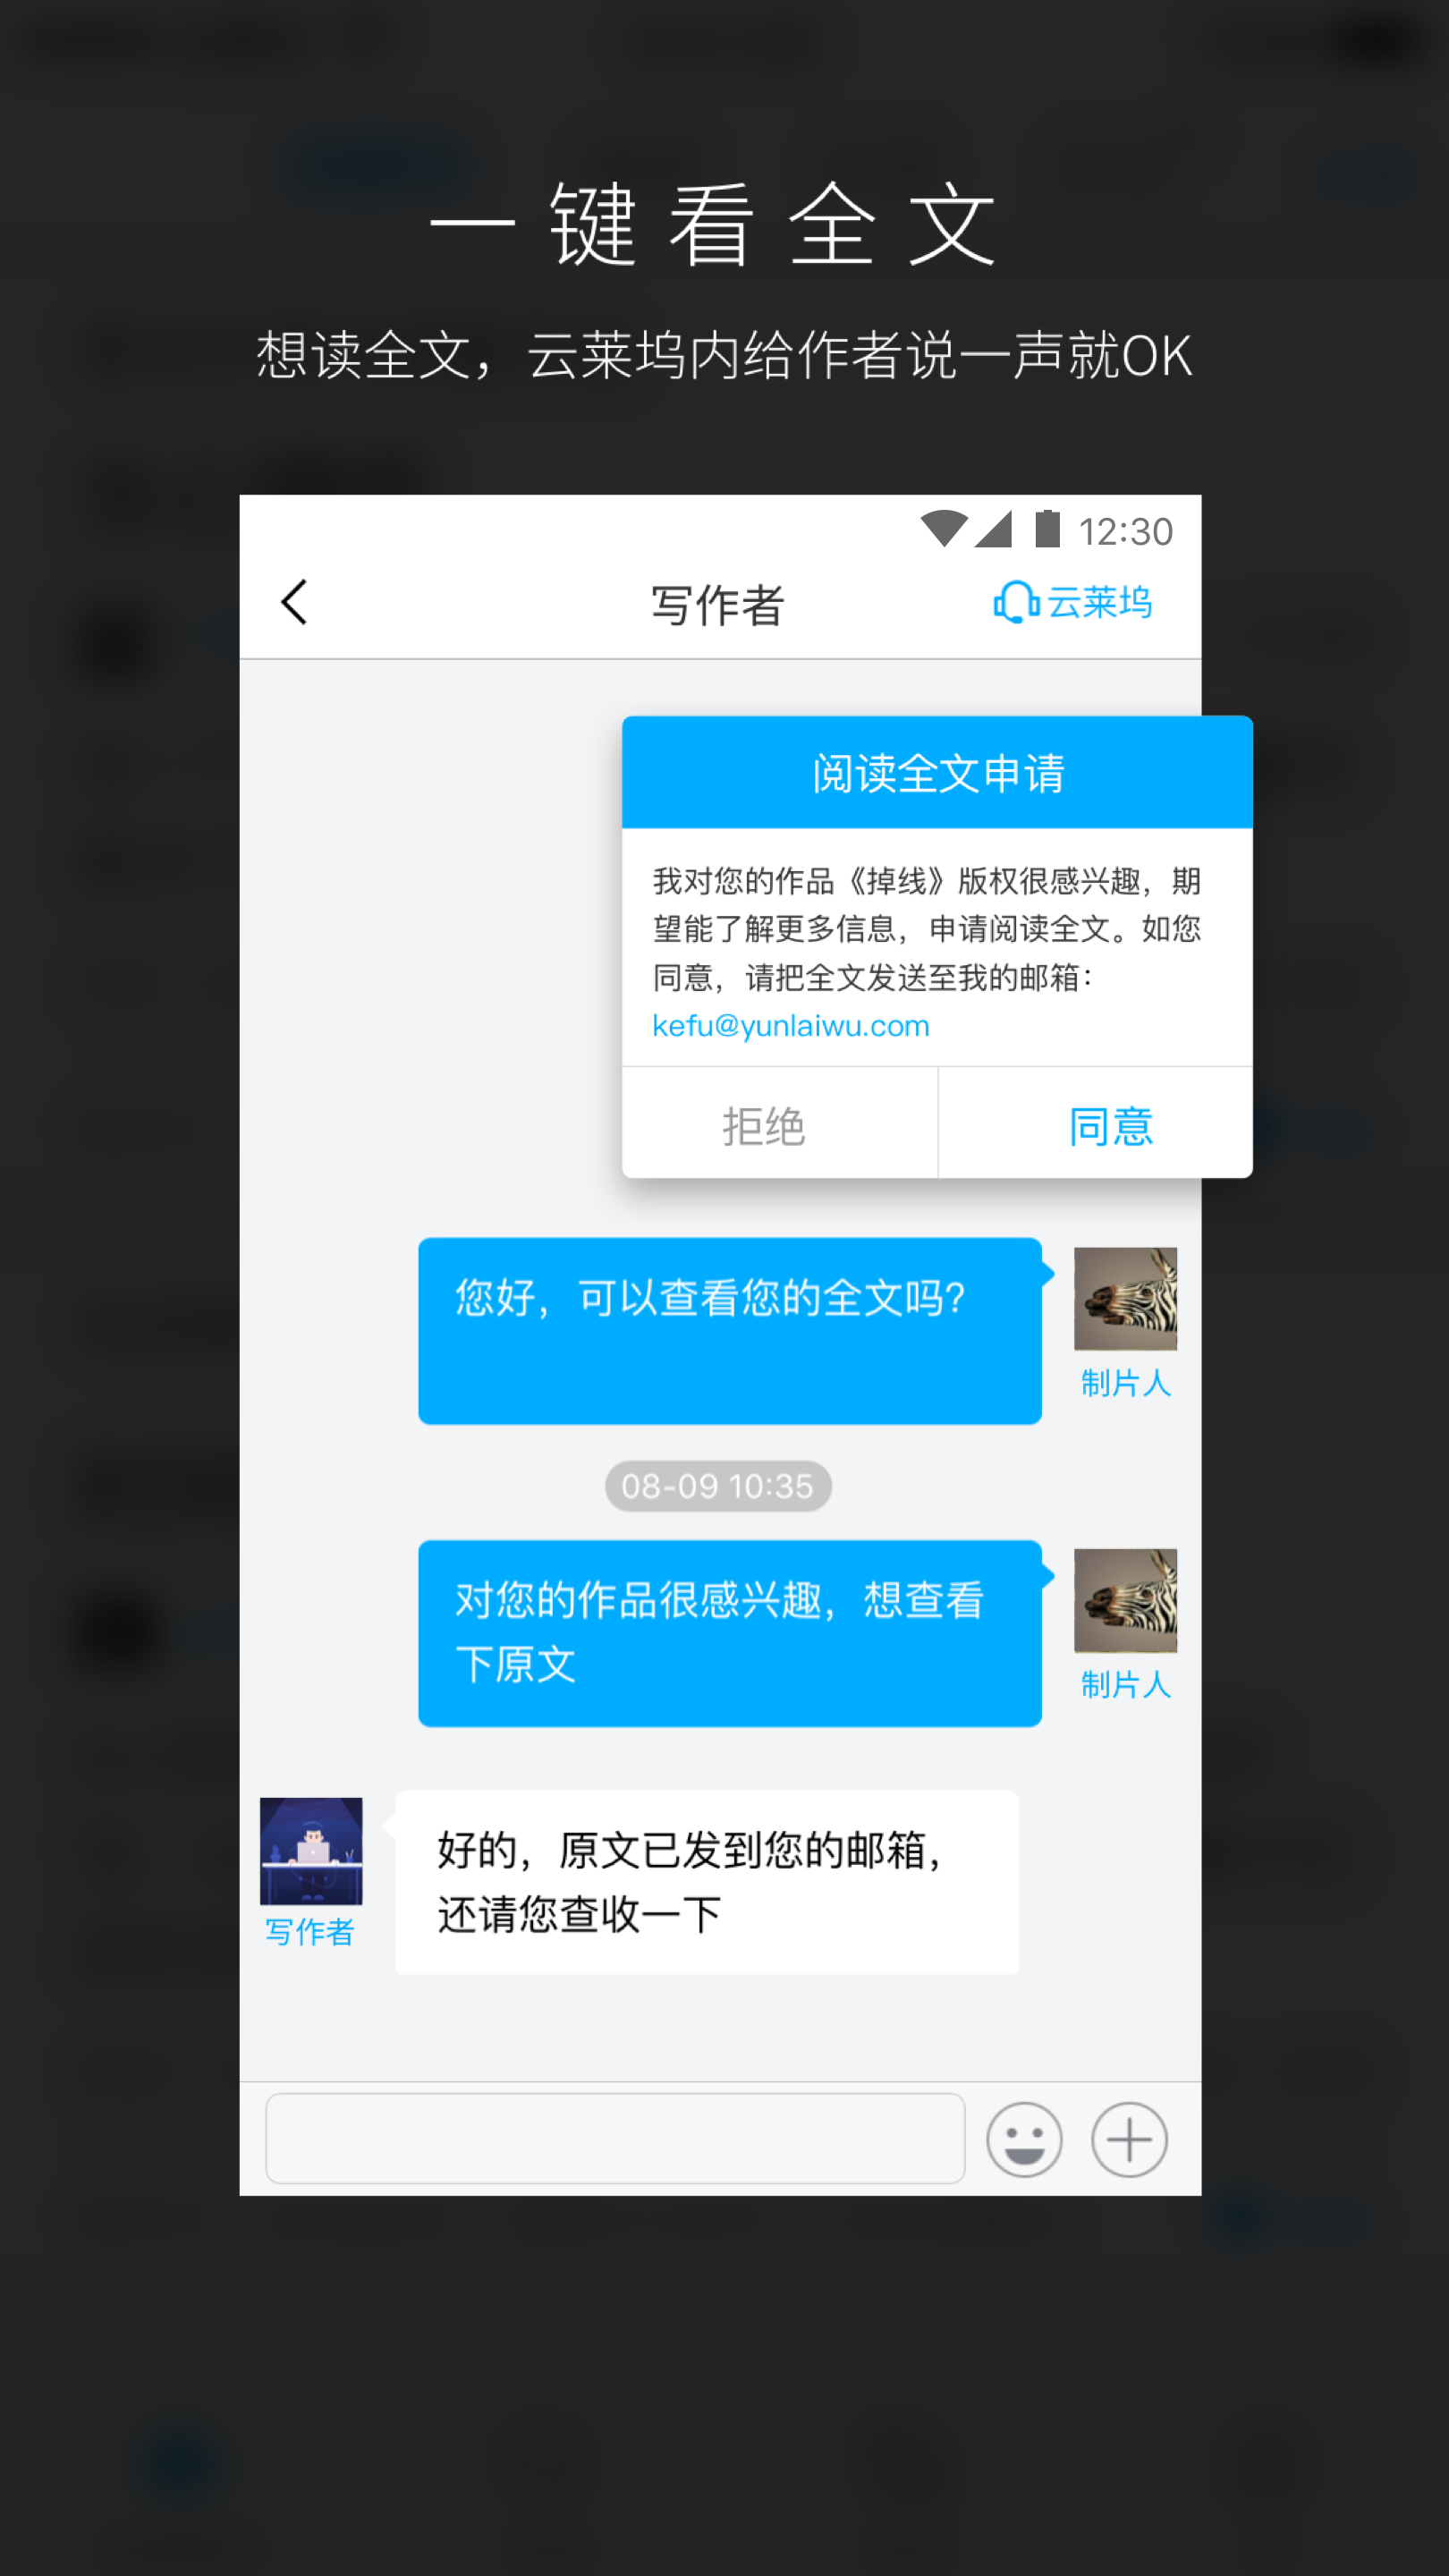 一键看全文
想读全文，云莱坞内给作者说一声就OK
12:30
写作者
云莱坞
阅读全文申请
我对您的作品《掉线》版权很感兴趣，期
望能了解更多信息，申请阅读全文。如您
同意，请把全文发送至我的邮箱：
kefu@yunlaiwu.com
拒绝
同意
您好，可以查看您的全文吗？
制片人
08-09 10:35
对您的作品很感兴趣，想查看
下原文
制片人
好的，原文已发到您的邮箱，
还请您查收一下
写作者